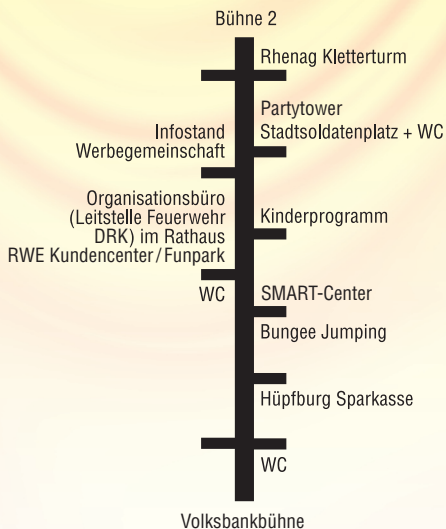 Bühne 2
Rhenag Kletterturm
Partytower
Stadtsoldatenplatz + WC
Infostand
Werbegemeinschaft
Organisationsbüro
(Leitstelle Feuerwehr
DRK) im Rathaus
RWE Kundencenter/Funpark
Kinderprogramm
WC
SMART-Center
Bungee Jumping
Hüpfburg Sparkasse
WC
Volksbankbühne